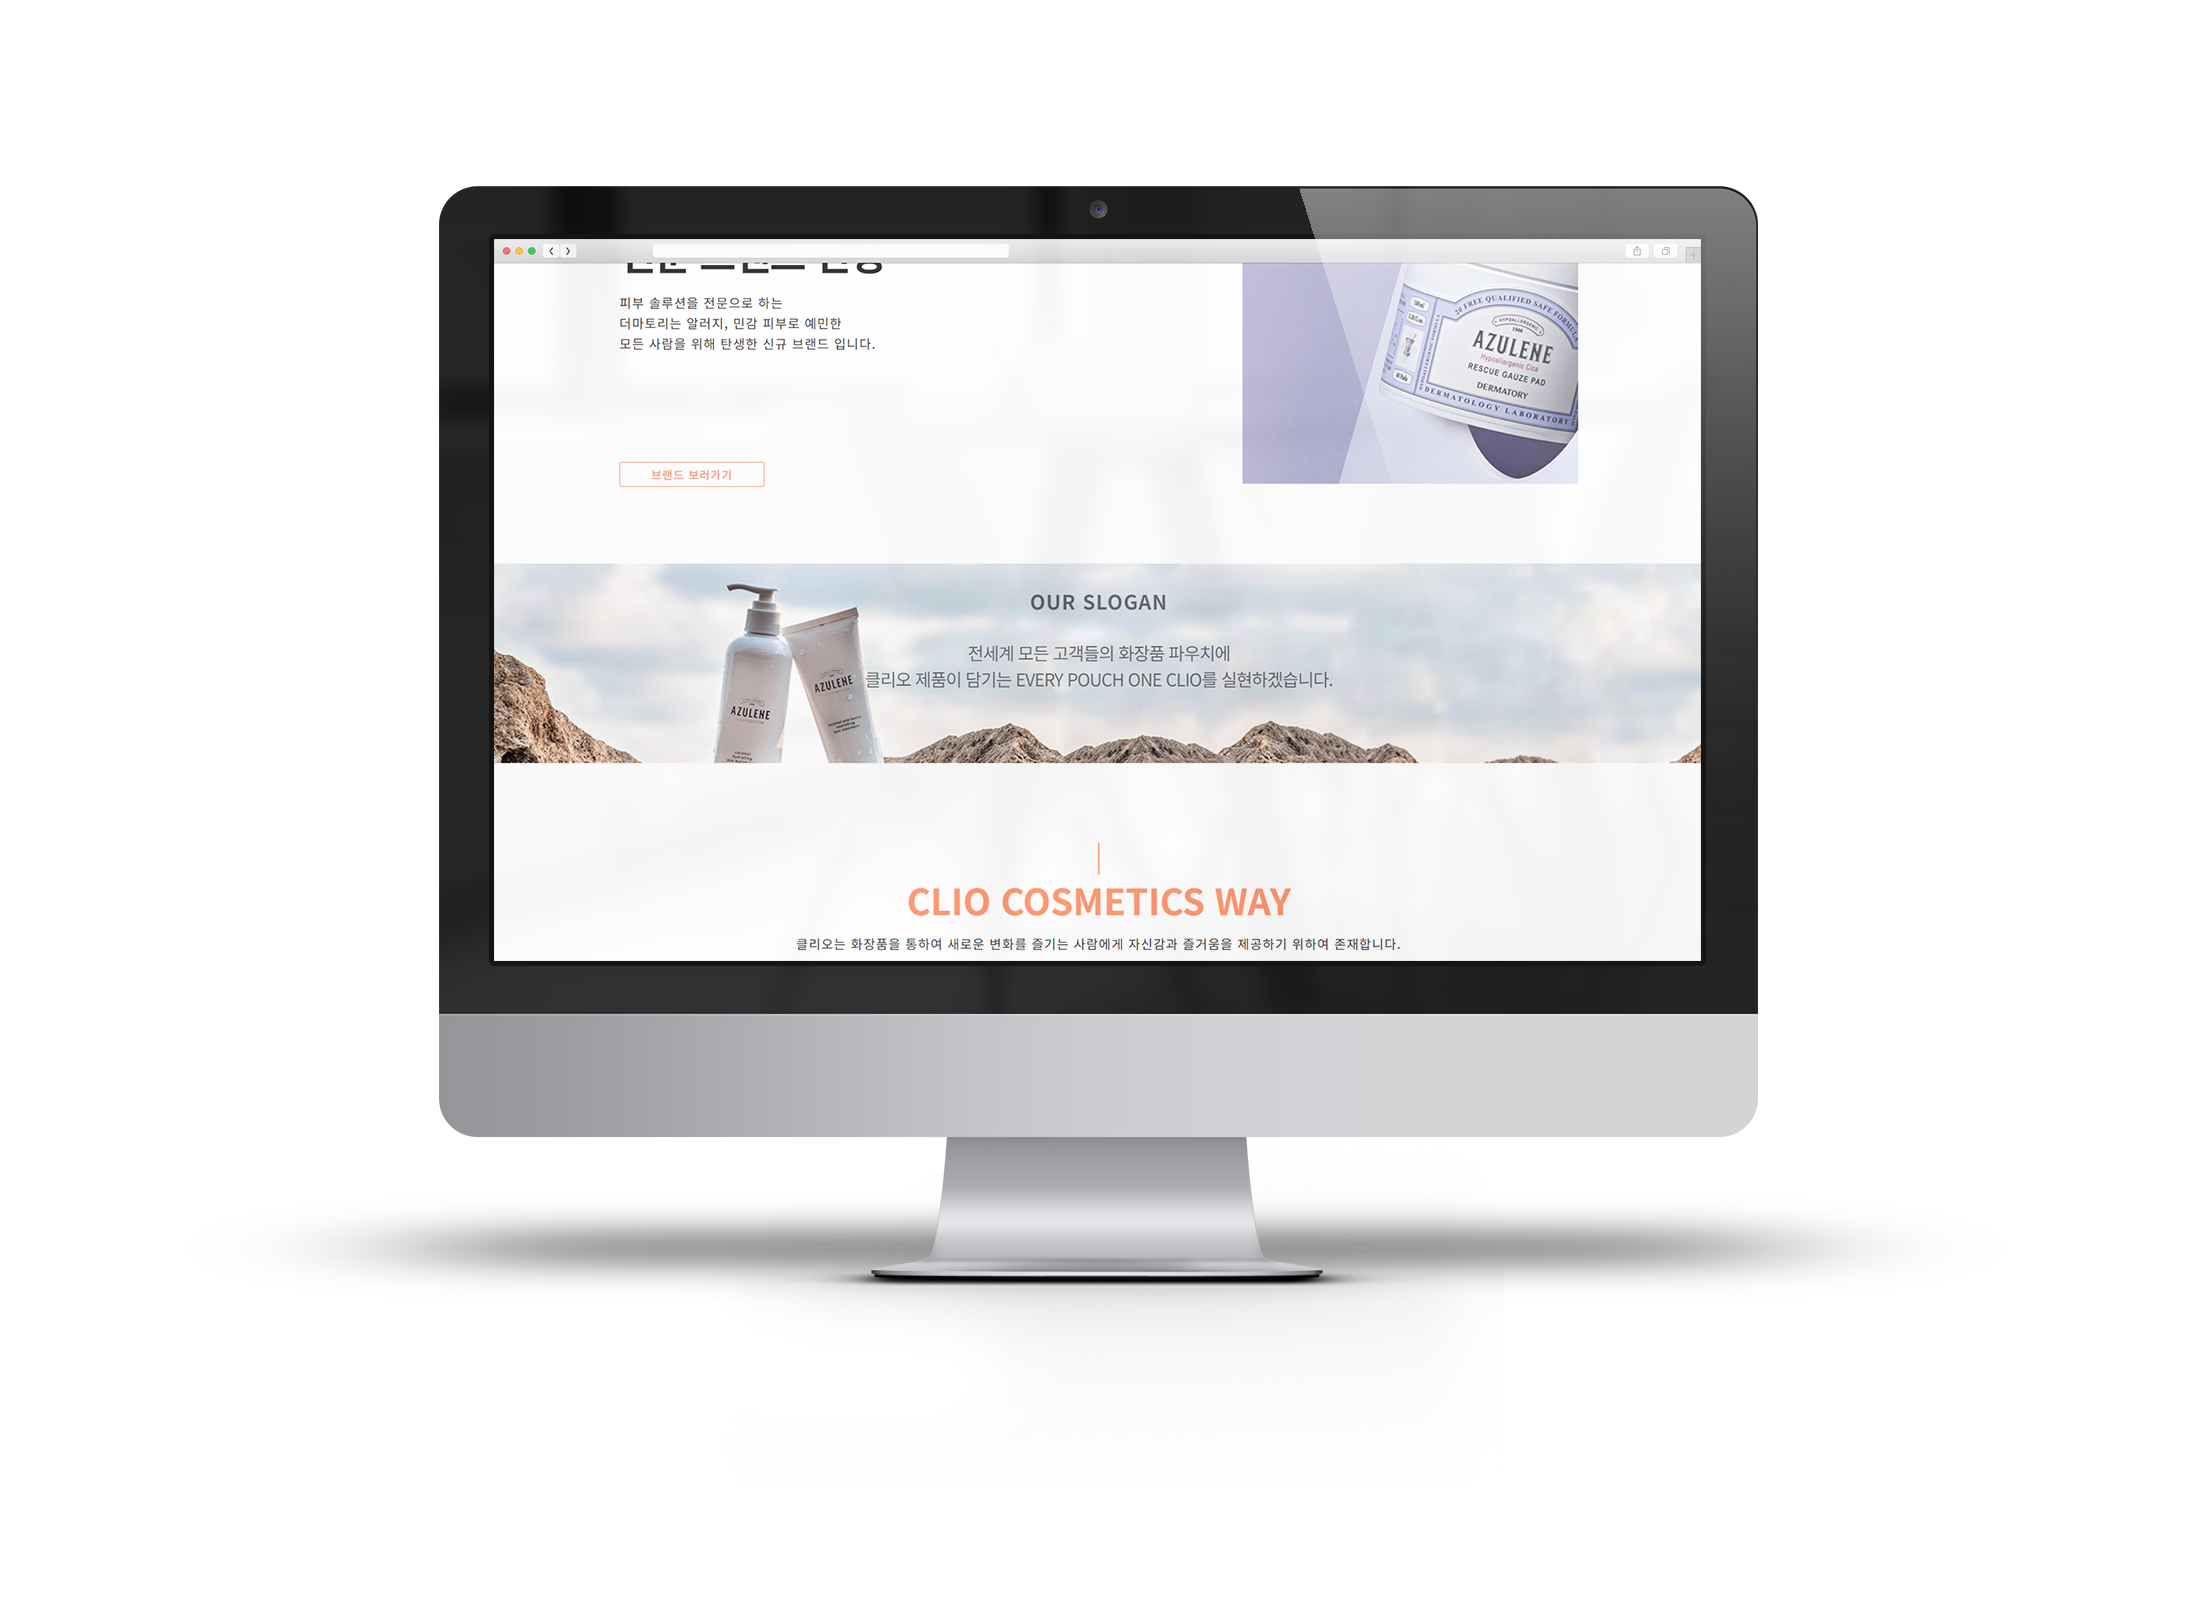 피부 솔루션을 전문으로 하는
더마토리는 알러지, 민감 피부로 예민한
모든 사람을 위해 탄생한 신규 브랜드 입니다.
브랜드 보러가기
20 FREE QUALIFIED SAFE FORMULA
HYPOALLERGENIC
AZULENE
Hypoallergenic Cica
RESCUE GAUZE PAD
DERMATORY
DERMATOLOGY LABORATORY
OUR SLOGAN
전세계 모든 고객들의 화장품 파우치에
클리오 제품이 담기는 EVERY POUCH ONE CLIO를 실현하겠습니다.
AZULENE
AZULENE
CLIO COSMETICS WAY
클리오는 화장품을 통하여 새로운 변화를 즐기는 사람에게 자신감과 즐거움을 제공하기 위하여 존재합니다.